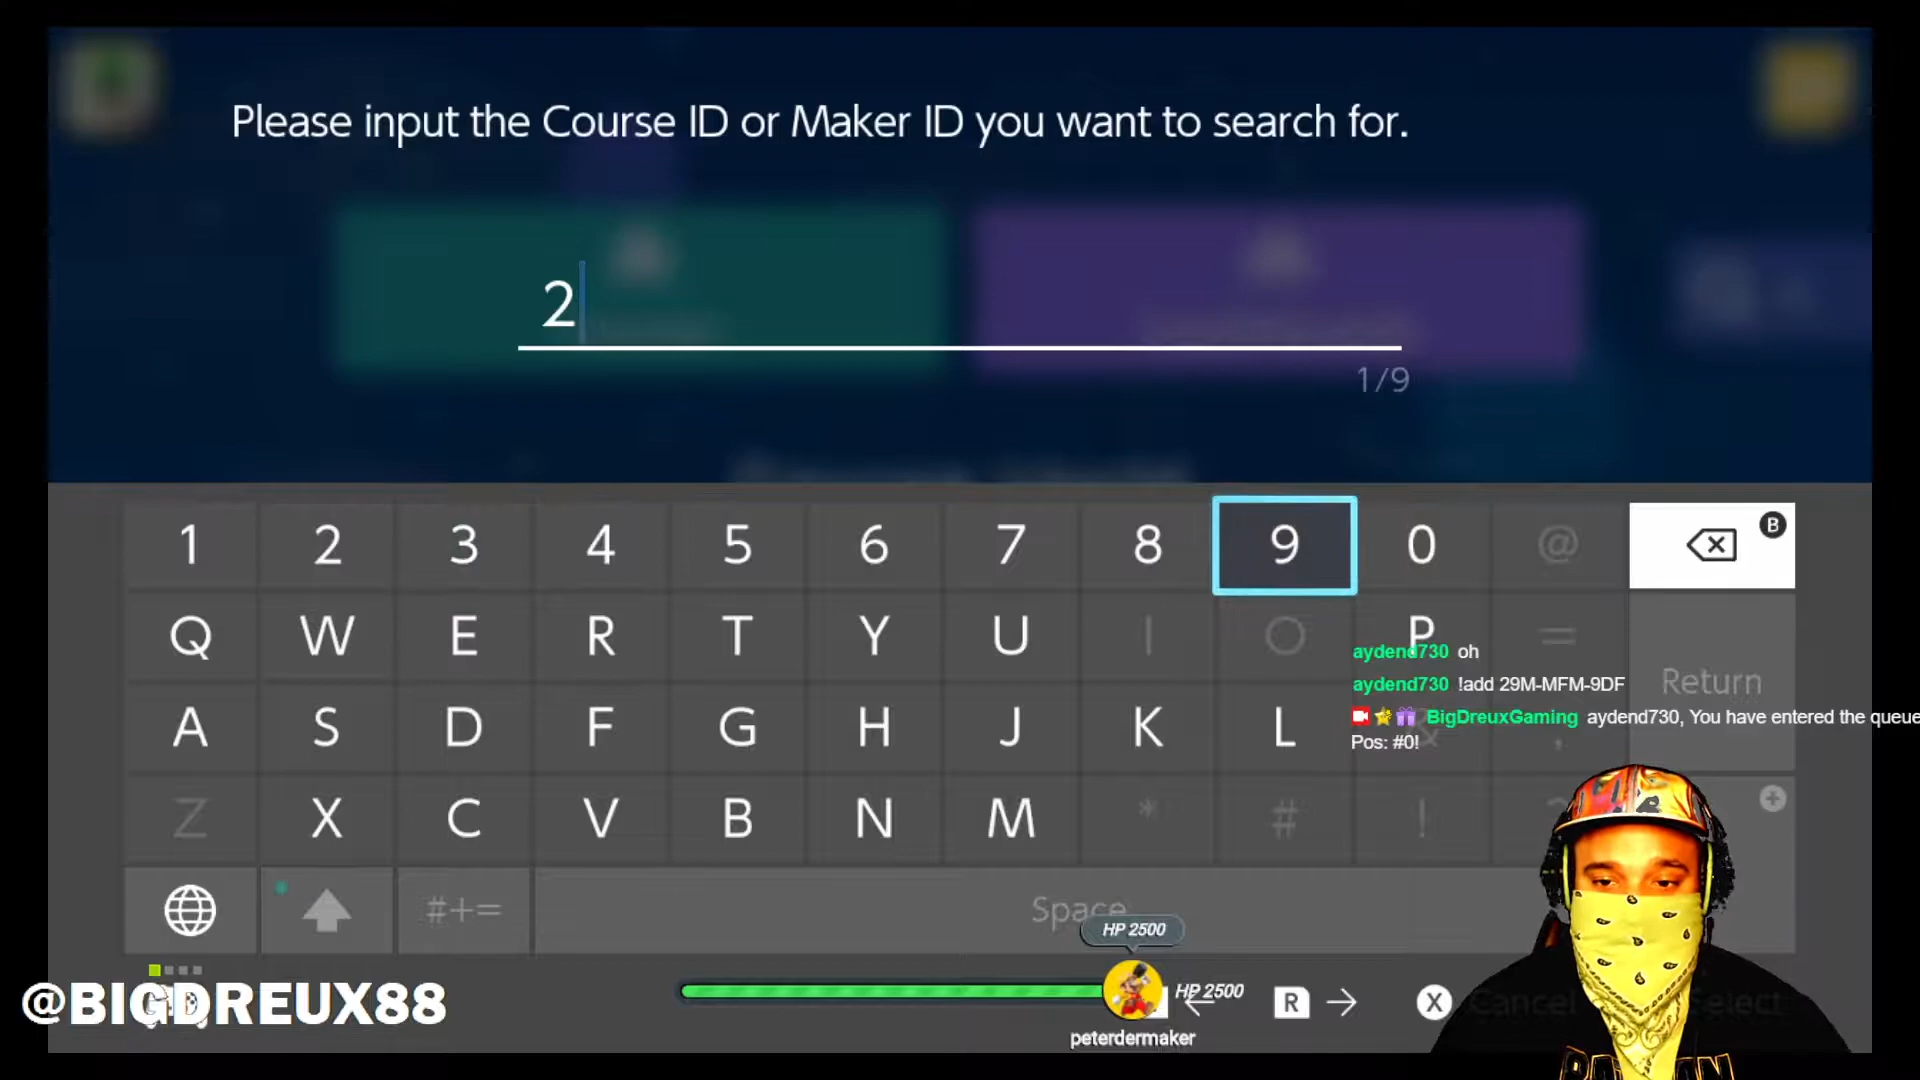 Please input the Course ID or Maker ID you want to search for.
2
1/9
1 2 3 4 5 6 7 8 9 0 @ B
Q W E R T Y U I O P =
aydend730 oh
aydend730 !add 29M-MFM-9DF
Return
A S D F G H J K L & ,
BigDreuxGaming aydend730, You have entered the queue
Pos: #0!
Z X C V B N M * # ! ?
#+= Space
HP 2500
HP 2500
@BIGDREUX88
R X Cancel Select
peterdermaker